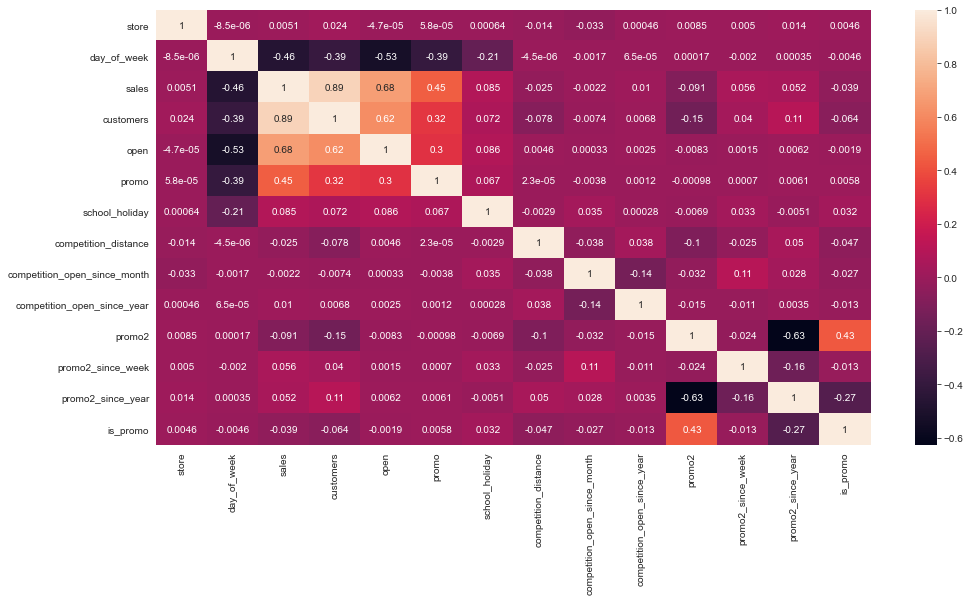 store 1 -8.5e-06 0.0051 0.024 -4.7e-05 5.8e-05 0.00064 -0.014 -0.033 0.00046 0.0085 0.005 0.014 0.0046
day_of_week -8.5e-06 1 -0.46 -0.39 -0.53 -0.39 -0.21 -4.5e-06 -0.0017 6.5e-05 0.00017 -0.002 0.00035 -0.0046
sales 0.0051 -0.46 1 0.89 0.68 0.45 0.085 -0.025 -0.0022 0.01 -0.091 0.056 0.052 -0.039
customers 0.024 -0.39 0.89 1 0.62 0.32 0.072 -0.078 -0.0074 0.0068 -0.15 0.04 0.11 -0.064
open -4.7e-05 -0.53 0.68 0.62 1 0.3 0.086 0.0046 0.00033 0.0025 -0.0083 0.0015 0.0062 -0.0019
promo 5.8e-05 -0.39 0.45 0.32 0.3 1 0.067 2.3e-05 -0.0038 0.0012 -0.00098 0.0007 0.0061 0.0058
school_holiday 0.00064 -0.21 0.085 0.072 0.086 0.067 1 -0.0029 0.035 0.00028 -0.0069 0.033 -0.0051 0.032
competition_distance -0.014 -4.5e-06 -0.025 -0.078 0.0046 2.3e-05 -0.0029 1 -0.038 0.038 -0.1 -0.025 0.05 -0.047
competition_open_since_month -0.033 -0.0017 -0.0022 -0.0074 0.00033 -0.0038 0.035 -0.038 1 -0.14 -0.032 0.11 0.028 -0.027
competition_open_since_year 0.00046 6.5e-05 0.01 0.0068 0.0025 0.0012 0.00028 0.038 -0.14 1 -0.015 -0.011 0.0035 -0.013
promo2 0.0085 0.00017 -0.091 -0.15 -0.0083 -0.00098 -0.0069 -0.1 -0.032 -0.015 1 -0.024 -0.63 0.43
promo2_since_week 0.005 -0.002 0.056 0.04 0.0015 0.0007 0.033 -0.025 0.11 -0.011 -0.024 1 -0.16 -0.013
promo2_since_year 0.014 0.00035 0.052 0.11 0.0062 0.0061 -0.0051 0.05 0.028 0.0035 -0.63 -0.16 1 -0.27
is_promo 0.0046 -0.0046 -0.039 -0.064 -0.0019 0.0058 0.032 -0.047 -0.027 -0.013 0.43 -0.013 -0.27 1
store
day_of_week
sales
customers
open
promo
school_holiday
competition_distance
competition_open_since_month
competition_open_since_year
promo2
promo2_since_week
promo2_since_year
is_promo
1.0
0.8
0.6
0.4
0.2
0.0
-0.2
-0.4
-0.6